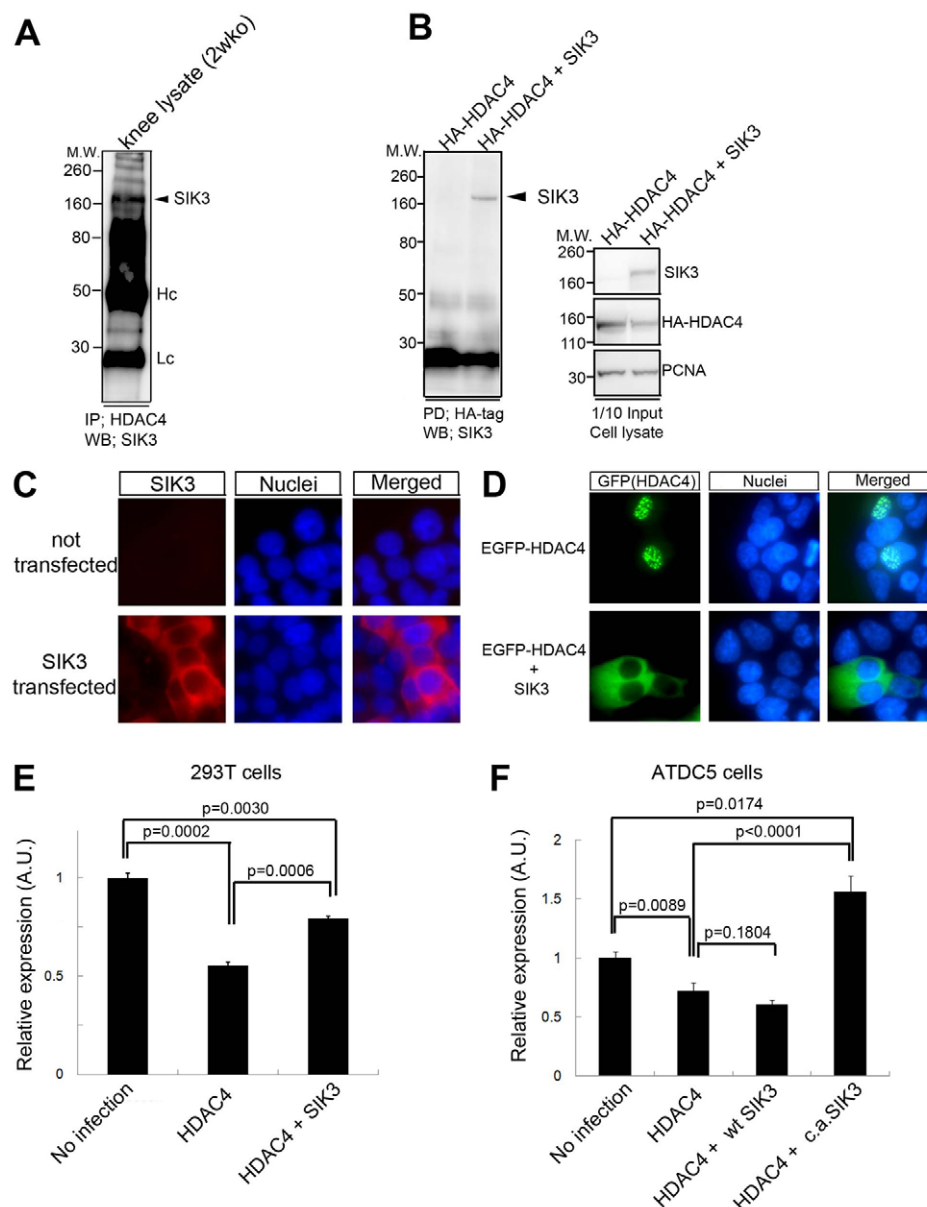 A
knee lysate (2wko)
M.W.
260
160
80
50
30
SIK3
Hc
Lc
IP; HDAC4
WB; SIK3
B
HA-HDAC4
HA-HDAC4 + SIK3
M.W.
260
160
80
50
30
SIK3
PD; HA-tag
WB; SIK3
HA-HDAC4
HA-HDAC4 + SIK3
M.W.
260
160
SIK3
160
110
HA-HDAC4
30
PCNA
1/10 Input
Cell lysate
C
SIK3
Nuclei
Merged
not
transfected
SIK3
transfected
D
GFP(HDAC4)
Nuclei
Merged
EGFP-HDAC4
EGFP-HDAC4
+
SIK3
E
293T cells
p=0.0030
p=0.0002
p=0.0006
Relative expression (A.U.)
1
0.5
0
No infection
HDAC4
HDAC4 + SIK3
F
ATDC5 cells
p=0.0174
p<0.0001
p=0.0089
p=0.1804
Relative expression (A.U.)
2
1.5
1
0.5
0
No infection
HDAC4
HDAC4 + wt SIK3
HDAC4 + c.a.SIK3